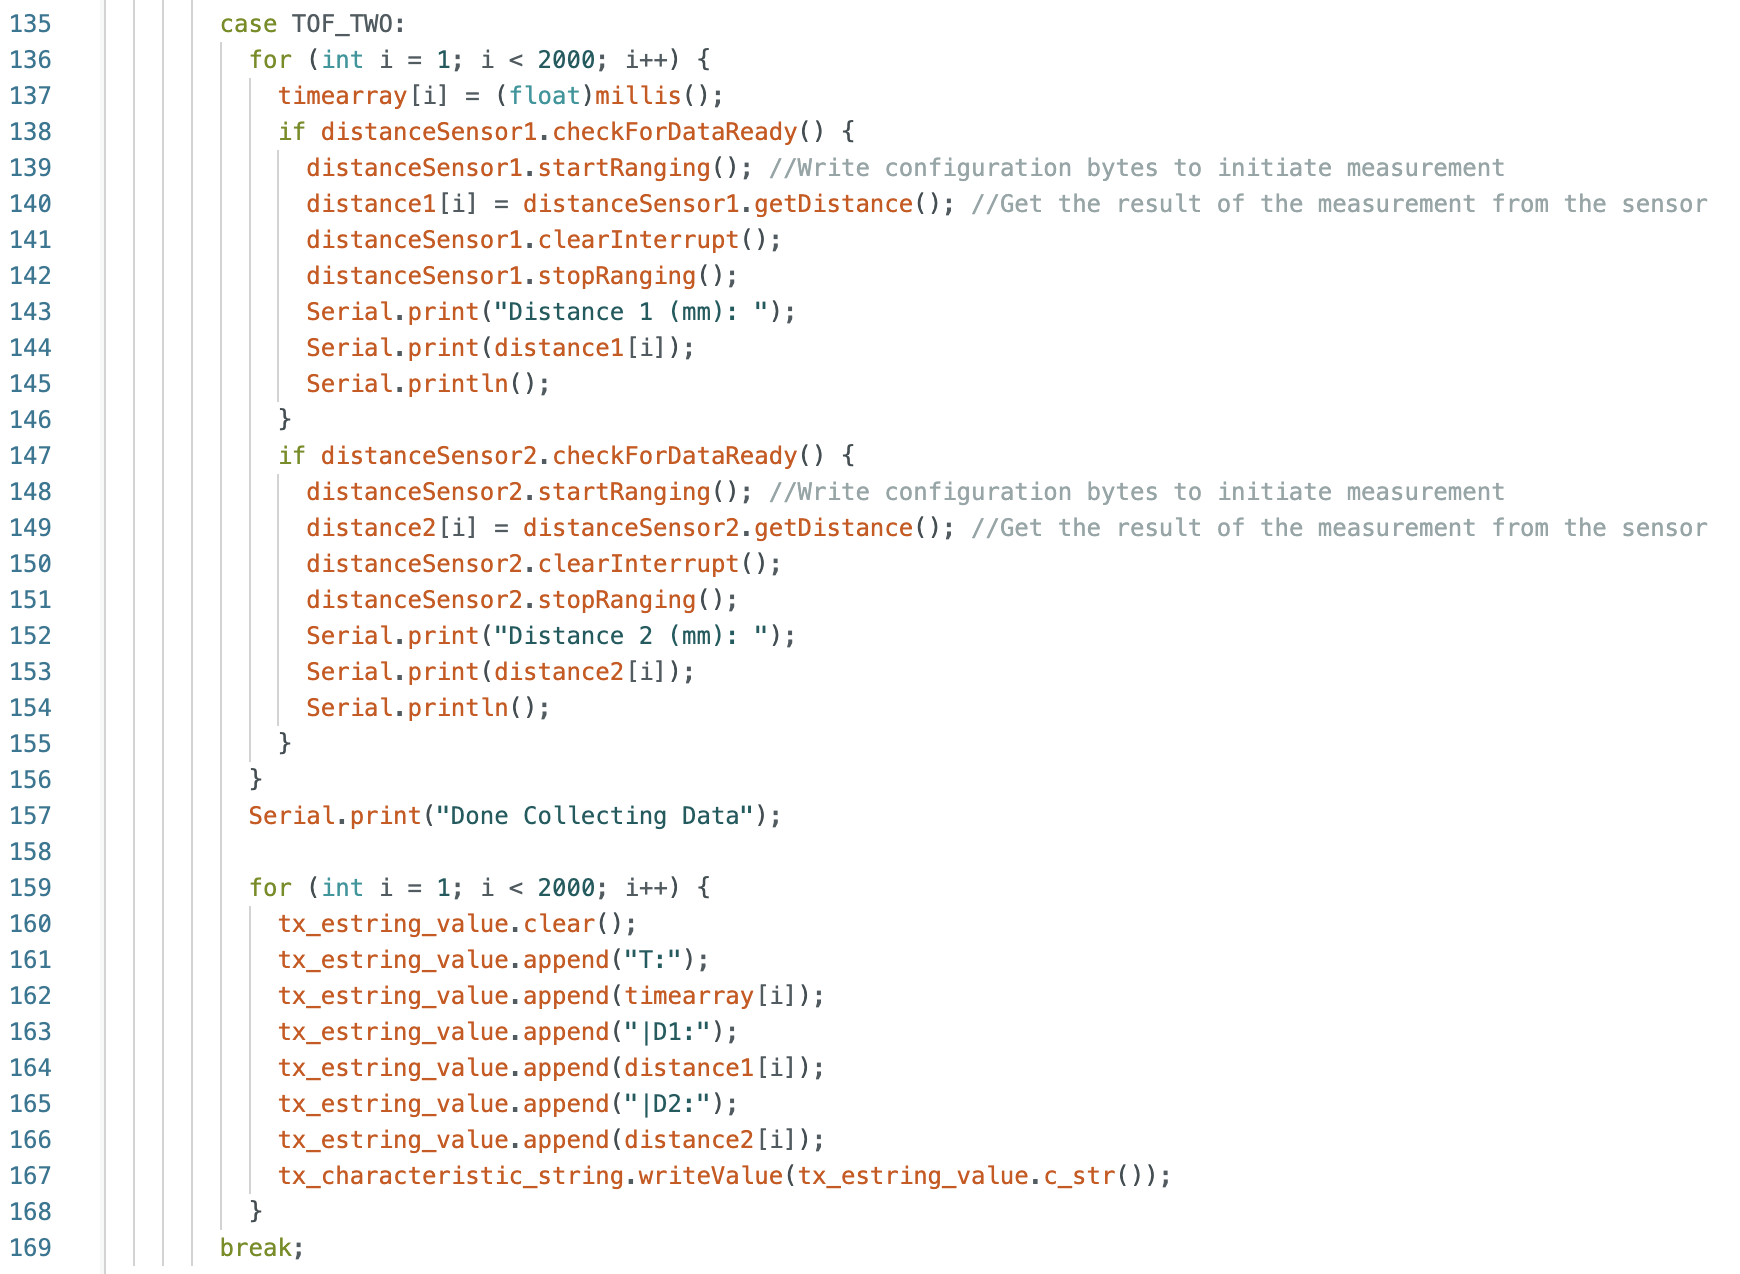 135 case TOF_TWO:
136 for (int i = 1; i < 2000; i++) {
137 timearray[i] = (float)millis();
138 if distanceSensor1.checkForDataReady() {
139 distanceSensor1.startRanging(); //Write configuration bytes to initiate measurement
140 distance1[i] = distanceSensor1.getDistance(); //Get the result of the measurement from the sensor
141 distanceSensor1.clearInterrupt();
142 distanceSensor1.stopRanging();
143 Serial.print("Distance 1 (mm): ");
144 Serial.print(distance1[i]);
145 Serial.println();
146 }
147 if distanceSensor2.checkForDataReady() {
148 distanceSensor2.startRanging(); //Write configuration bytes to initiate measurement
149 distance2[i] = distanceSensor2.getDistance(); //Get the result of the measurement from the sensor
150 distanceSensor2.clearInterrupt();
151 distanceSensor2.stopRanging();
152 Serial.print("Distance 2 (mm): ");
153 Serial.print(distance2[i]);
154 Serial.println();
155 }
156 }
157 Serial.print("Done Collecting Data");
158
159 for (int i = 1; i < 2000; i++) {
160 tx_estring_value.clear();
161 tx_estring_value.append("T:");
162 tx_estring_value.append(timearray[i]);
163 tx_estring_value.append("|D1:");
164 tx_estring_value.append(distance1[i]);
165 tx_estring_value.append("|D2:");
166 tx_estring_value.append(distance2[i]);
167 tx_characteristic_string.writeValue(tx_estring_value.c_str());
168 }
169 break;